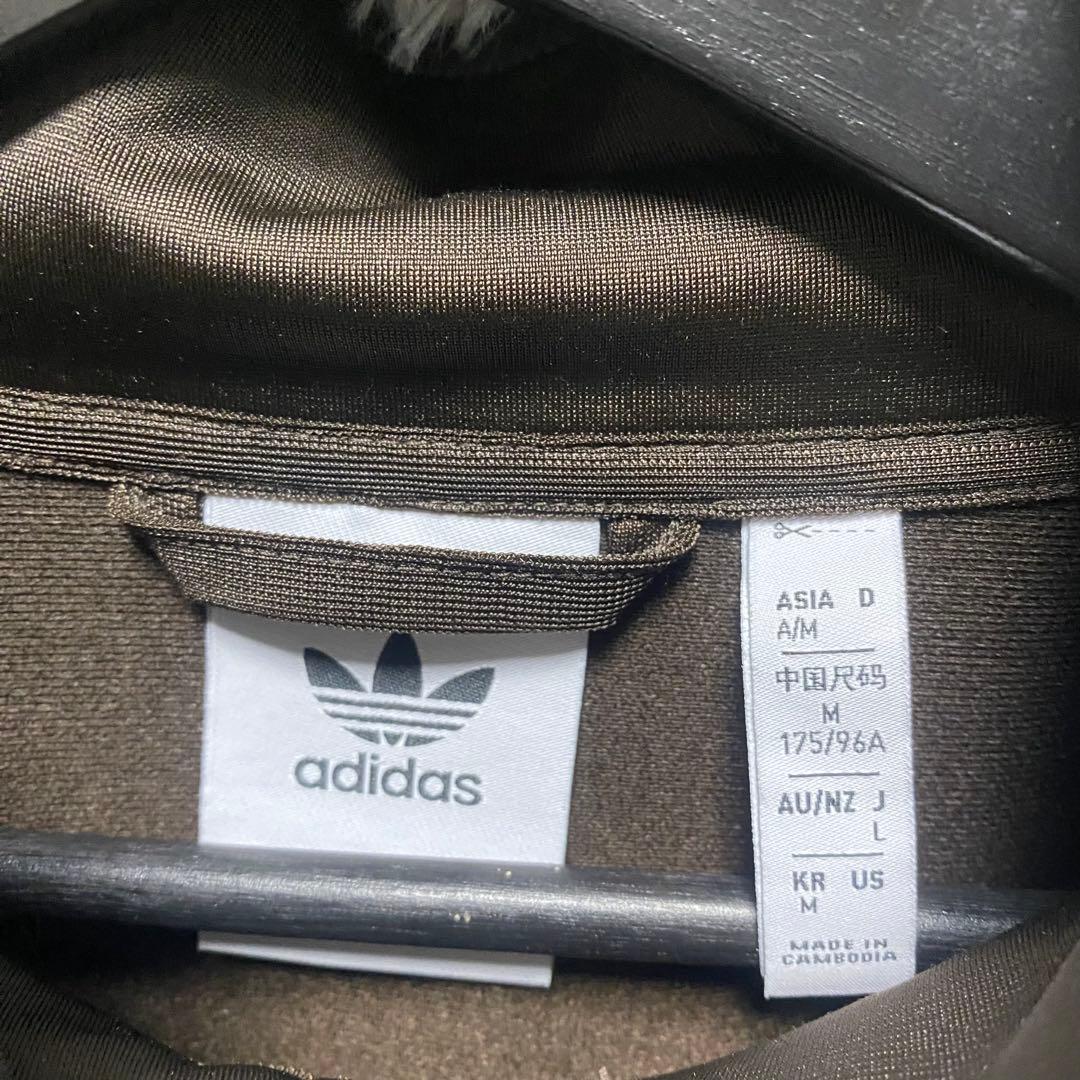 adidas
ASIA D
A/M
中国尺码
M
175/96A
AU/NZ J
L
KR US
M
MADE IN
CAMBODIA